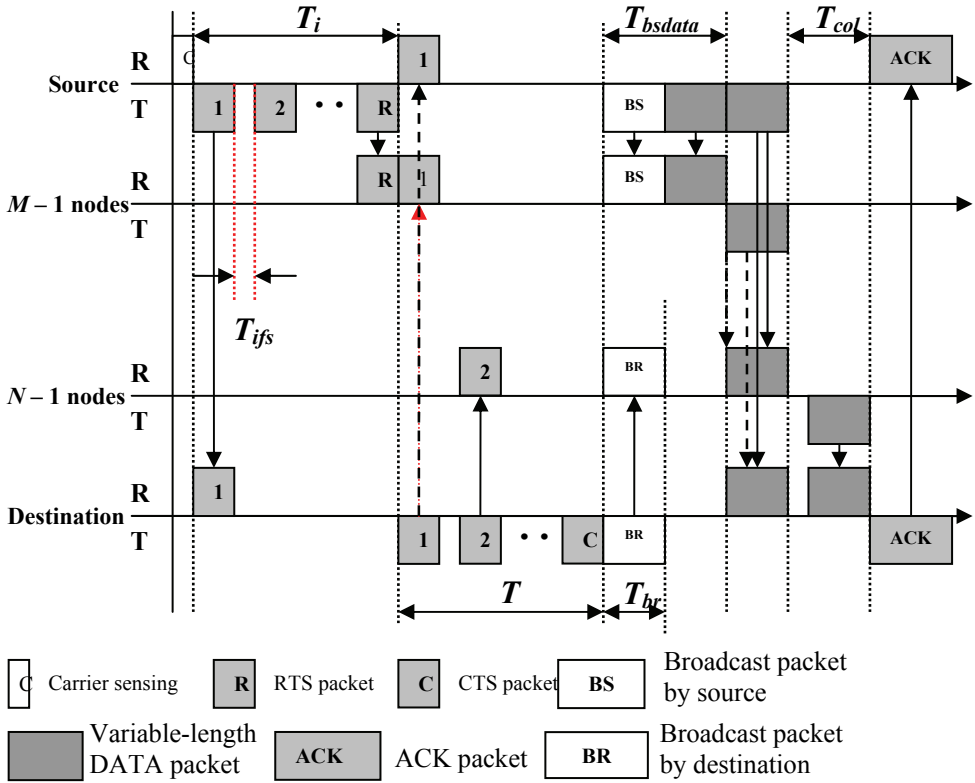 T_i
T_bsdata
T_col
R
C
1
ACK
Source
T
1
2
• •
R
BS
R
R
1
BS
M – 1 nodes
T
T_ifs
R
2
BR
N – 1 nodes
T
R
1
Destination
T
1
2
• •
C
BR
ACK
T
T_br
C Carrier sensing
R RTS packet
C CTS packet
BS Broadcast packet
by source
Variable-length
DATA packet
ACK ACK packet
BR Broadcast packet
by destination